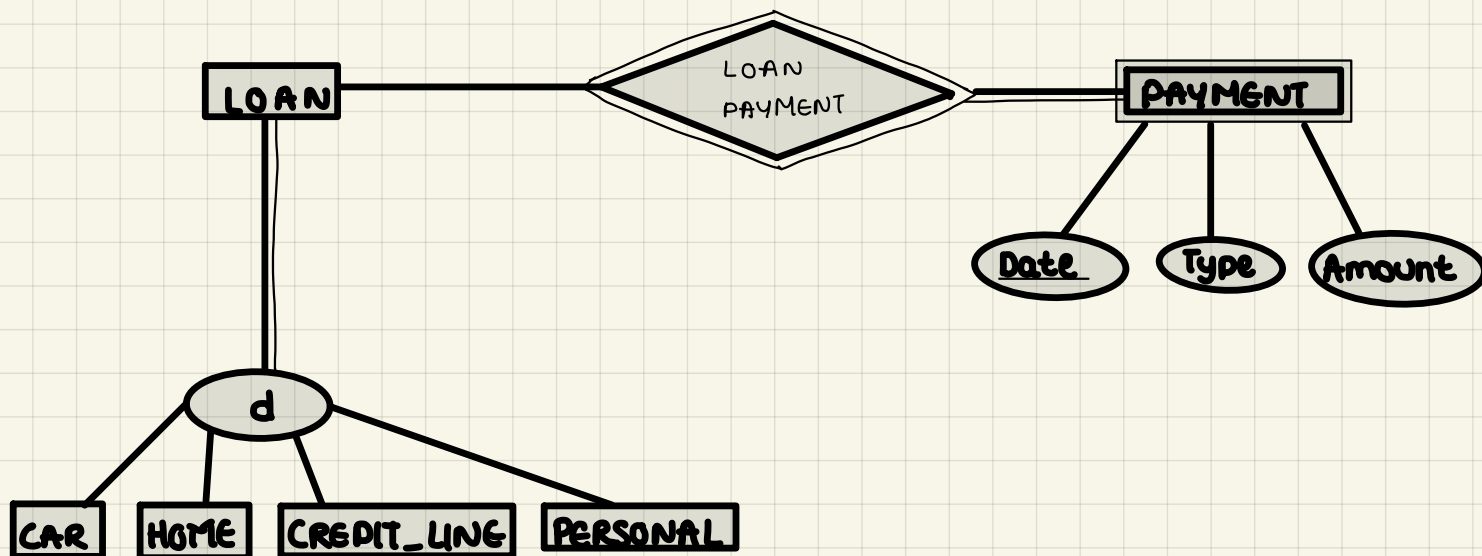 LOAN
LOAN
PAYMENT
PAYMENT
Date
Type
Amount
d
CAR
HOME
CREDIT_LINE
PERSONAL